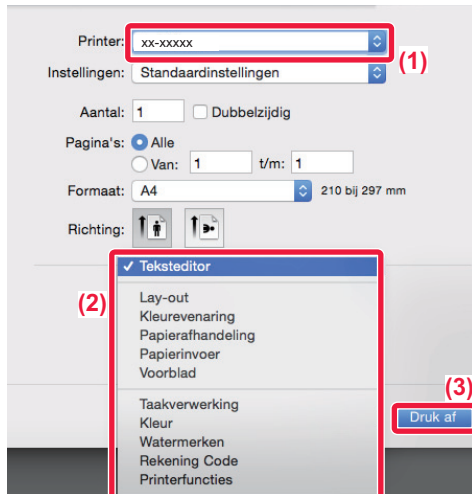 Printer: xx-xxxxx
(1)
Instellingen: Standaardinstellingen
Aantal: 1 Dubbelzijdig
Pagina's: Alle
Van: 1 t/m: 1
Formaat: A4 210 bij 297 mm
Richting:
✓ Teksteditor
(2)
Lay-out
Kleurevenaring
Papierafhandeling
Papierinvoer
Voorblad
(3)
Taakverwerking
Druk af
Kleur
Watermerken
Rekening Code
Printerfuncties